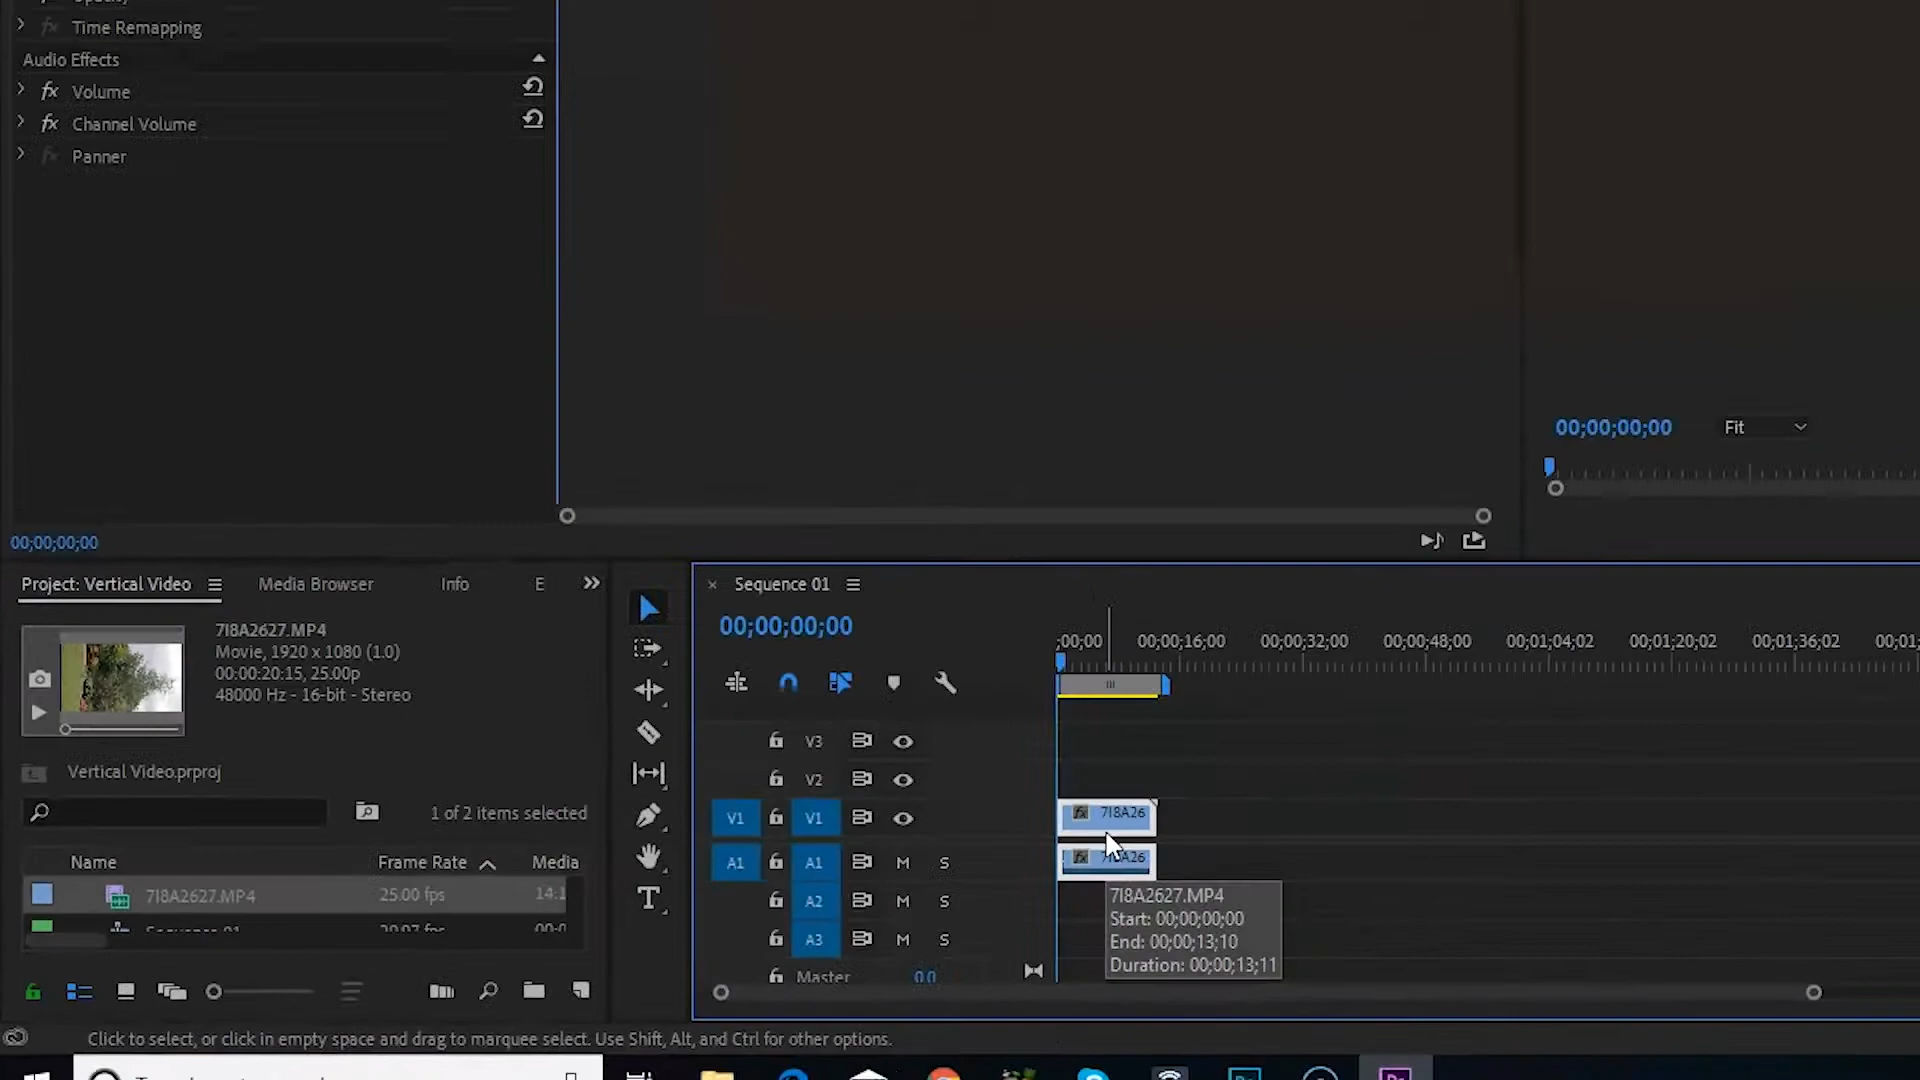 Opacity
fx Time Remapping
Audio Effects
fx Volume
fx Channel Volume
fx Panner
00;00;00;00
00;00;00;00 Fit
Project: Vertical Video Media Browser Info E
7I8A2627.MP4
Movie, 1920 x 1080 (1.0)
00:00:20:15, 25.00p
48000 Hz - 16-bit - Stereo
Vertical Video.prproj
1 of 2 items selected
Name Frame Rate Media
7I8A2627.MP4 25.00 fps 14:1
Sequence 01 29.97 fps 00;0
Sequence 01
00;00;00;00
;00;00 00;00;16;00 00;00;32;00 00;00;48;00 00;01;04;02 00;01;20;02 00;01;36;02 00;01;
V3
V2
V1 V1 fx 7I8A26
A1 A1 M S fx 7I8A26
A2 M S
A3 M S
Master 0.0
7I8A2627.MP4
Start: 00;00;00;00
End: 00;00;13;10
Duration: 00;00;13;11
Click to select, or click in empty space and drag to marquee select. Use Shift, Alt, and Ctrl for other options.